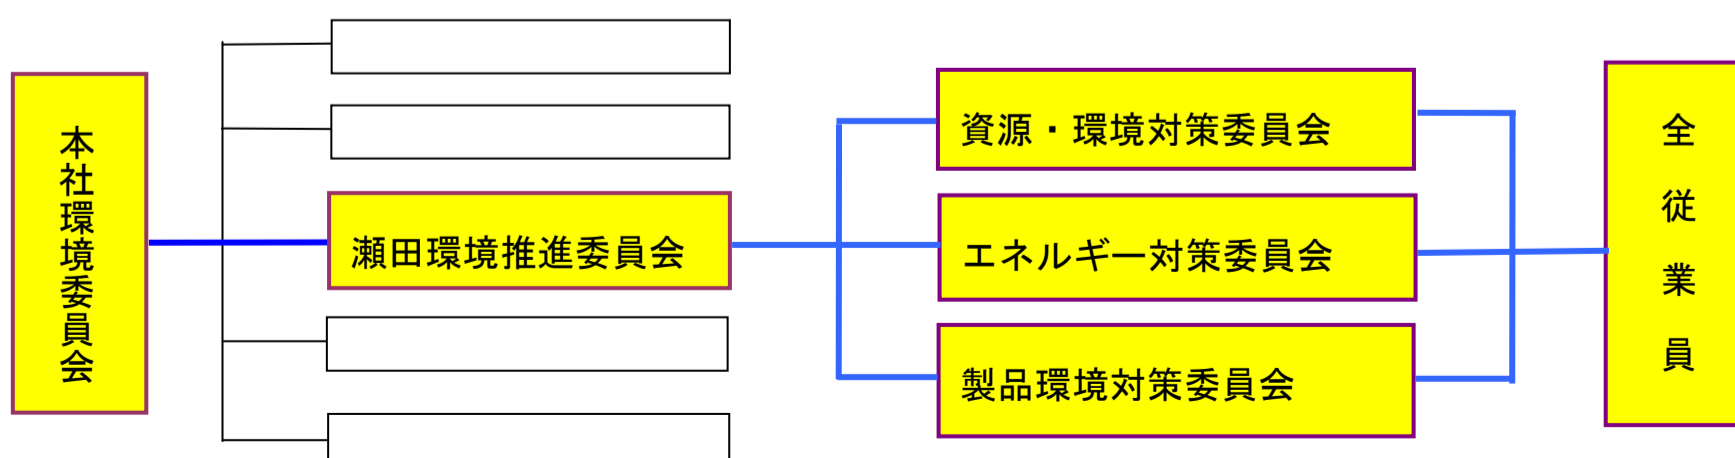 本社環境委員会
瀬田環境推進委員会
資源・環境対策委員会
エネルギー対策委員会
製品環境対策委員会
全従業員